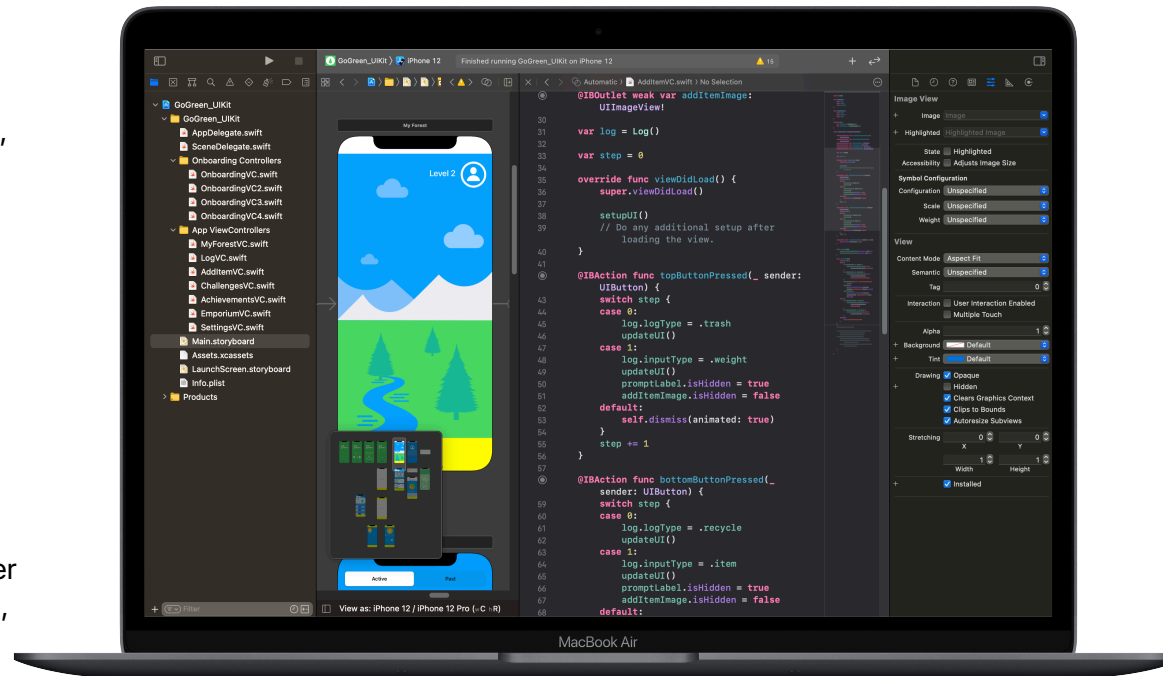 ,
er
,
GoGreen_UIKit
iPhone 12
Finished running GoGreen_UIKit on iPhone 12
15
Automatic
AddItemVC.swift
No Selection
GoGreen_UIKit
GoGreen_UIKit
AppDelegate.swift
SceneDelegate.swift
Onboarding Controllers
OnboardingVC.swift
OnboardingVC2.swift
OnboardingVC3.swift
OnboardingVC4.swift
App ViewControllers
MyForestVC.swift
LogVC.swift
AddItemVC.swift
ChallengesVC.swift
AchievementsVC.swift
EmporiumVC.swift
SettingsVC.swift
Main.storyboard
Assets.xcassets
LaunchScreen.storyboard
Info.plist
Products
Filter
My Forest
Level 2
Active
Past
View as: iPhone 12 / iPhone 12 Pro (wC hR)
@IBOutlet weak var addItemImage:
UIImageView!
30
31 var log = Log()
32
33 var step = 0
34
35 override func viewDidLoad() {
36 super.viewDidLoad()
37
38 setupUI()
39 // Do any additional setup after
loading the view.
40 }
41
@IBAction func topButtonPressed(_ sender:
UIButton) {
43 switch step {
44 case 0:
45 log.logType = .trash
46 updateUI()
47 case 1:
48 log.inputType = .weight
49 updateUI()
50 promptLabel.isHidden = true
51 addItemImage.isHidden = false
52 default:
53 self.dismiss(animated: true)
54 }
55 step += 1
56 }
57
@IBAction func bottomButtonPressed(_
sender: UIButton) {
59 switch step {
60 case 0:
61 log.logType = .recycle
62 updateUI()
63 case 1:
64 log.inputType = .item
65 updateUI()
66 promptLabel.isHidden = true
67 addItemImage.isHidden = false
68 default:
Image View
Image Image
Highlighted Highlighted Image
State Highlighted
Accessibility Adjusts Image Size
Symbol Configuration
Configuration Unspecified
Scale Unspecified
Weight Unspecified
View
Content Mode Aspect Fit
Semantic Unspecified
Tag 0
Interaction User Interaction Enabled
Multiple Touch
Alpha 1
Background Default
Tint Default
Drawing Opaque
Hidden
Clears Graphics Context
Clips to Bounds
Autoresize Subviews
Stretching 0 0
X Y
1 1
Width Height
Installed
MacBook Air